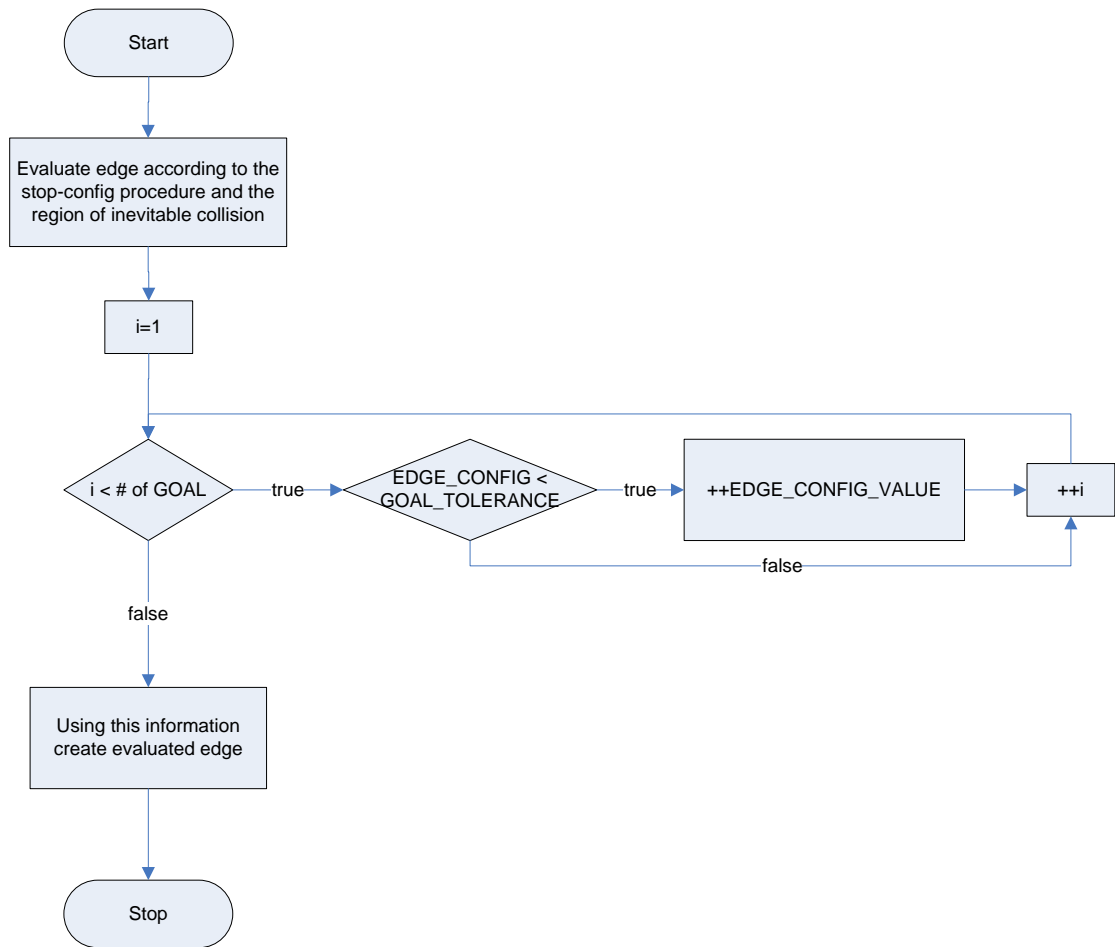 Start
Evaluate edge according to the
stop-config procedure and the
region of inevitable collision
i=1
i < # of GOAL
true
EDGE_CONFIG <
GOAL_TOLERANCE
true
++EDGE_CONFIG_VALUE
++i
false
false
Using this information
create evaluated edge
Stop